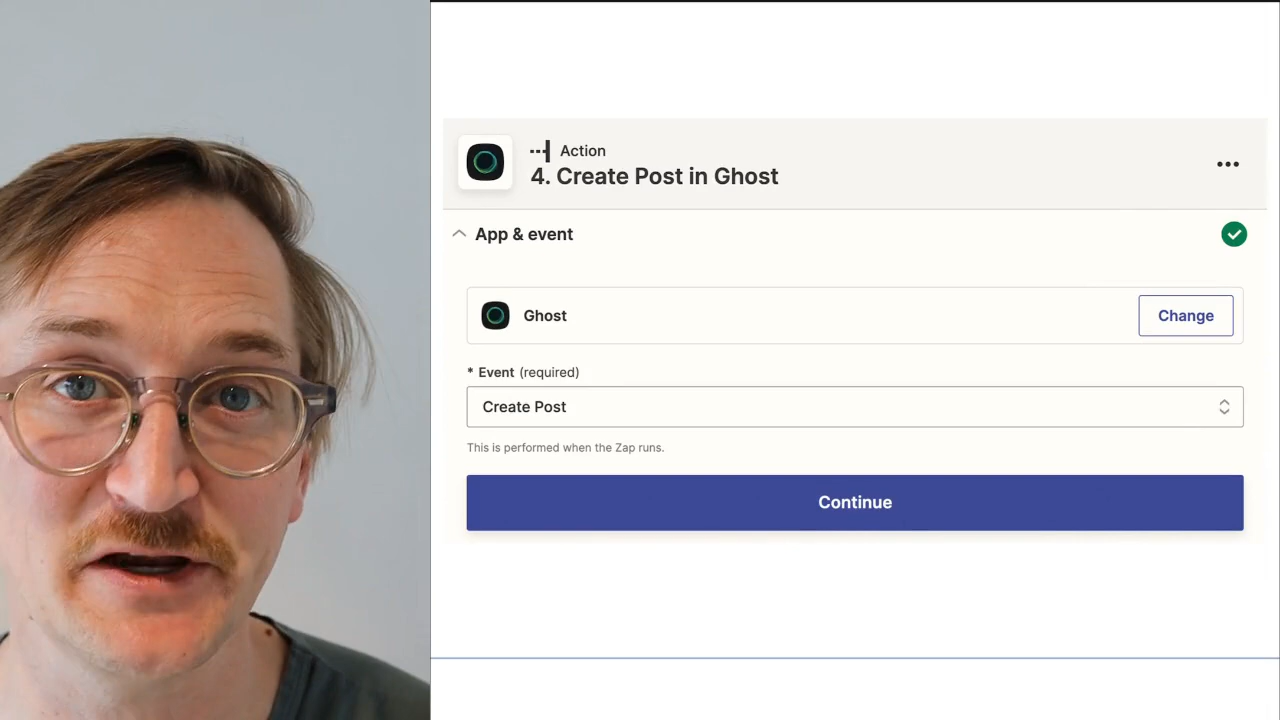 Action
4. Create Post in Ghost
App & event
Ghost
Change
* Event (required)
Create Post
This is performed when the Zap runs.
Continue